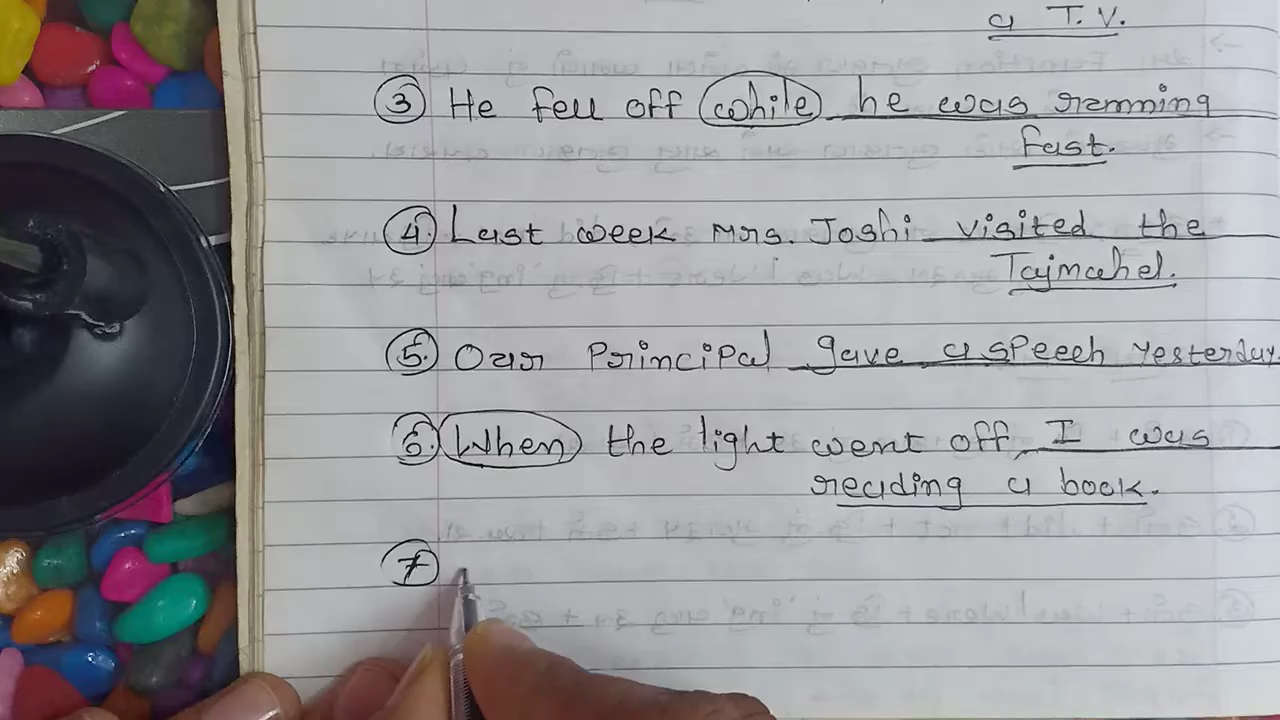 a T.V.
③ He fell off while he was running
fast.
④. Last week Mrs. Joshi visited the
Tajmahel.
⑤. Our Principal gave a speech yesterday.
⑥. When the light went off, I was
reading a book.
⑦